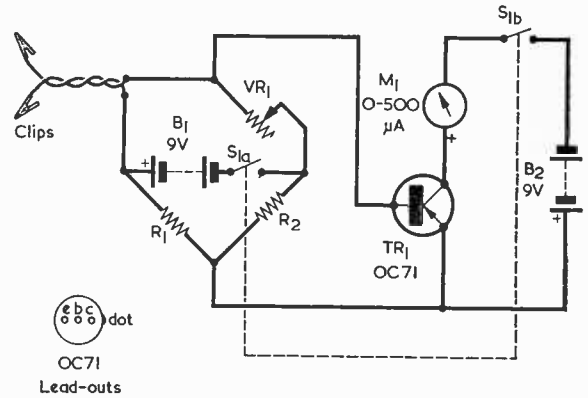 S1b
M1
0-500
μA
+
VR1
Clips
B1
9V
S1a
+
B2
9V
+
R1
R2
TR1
OC71
e b c
dot
OC71
Lead-outs